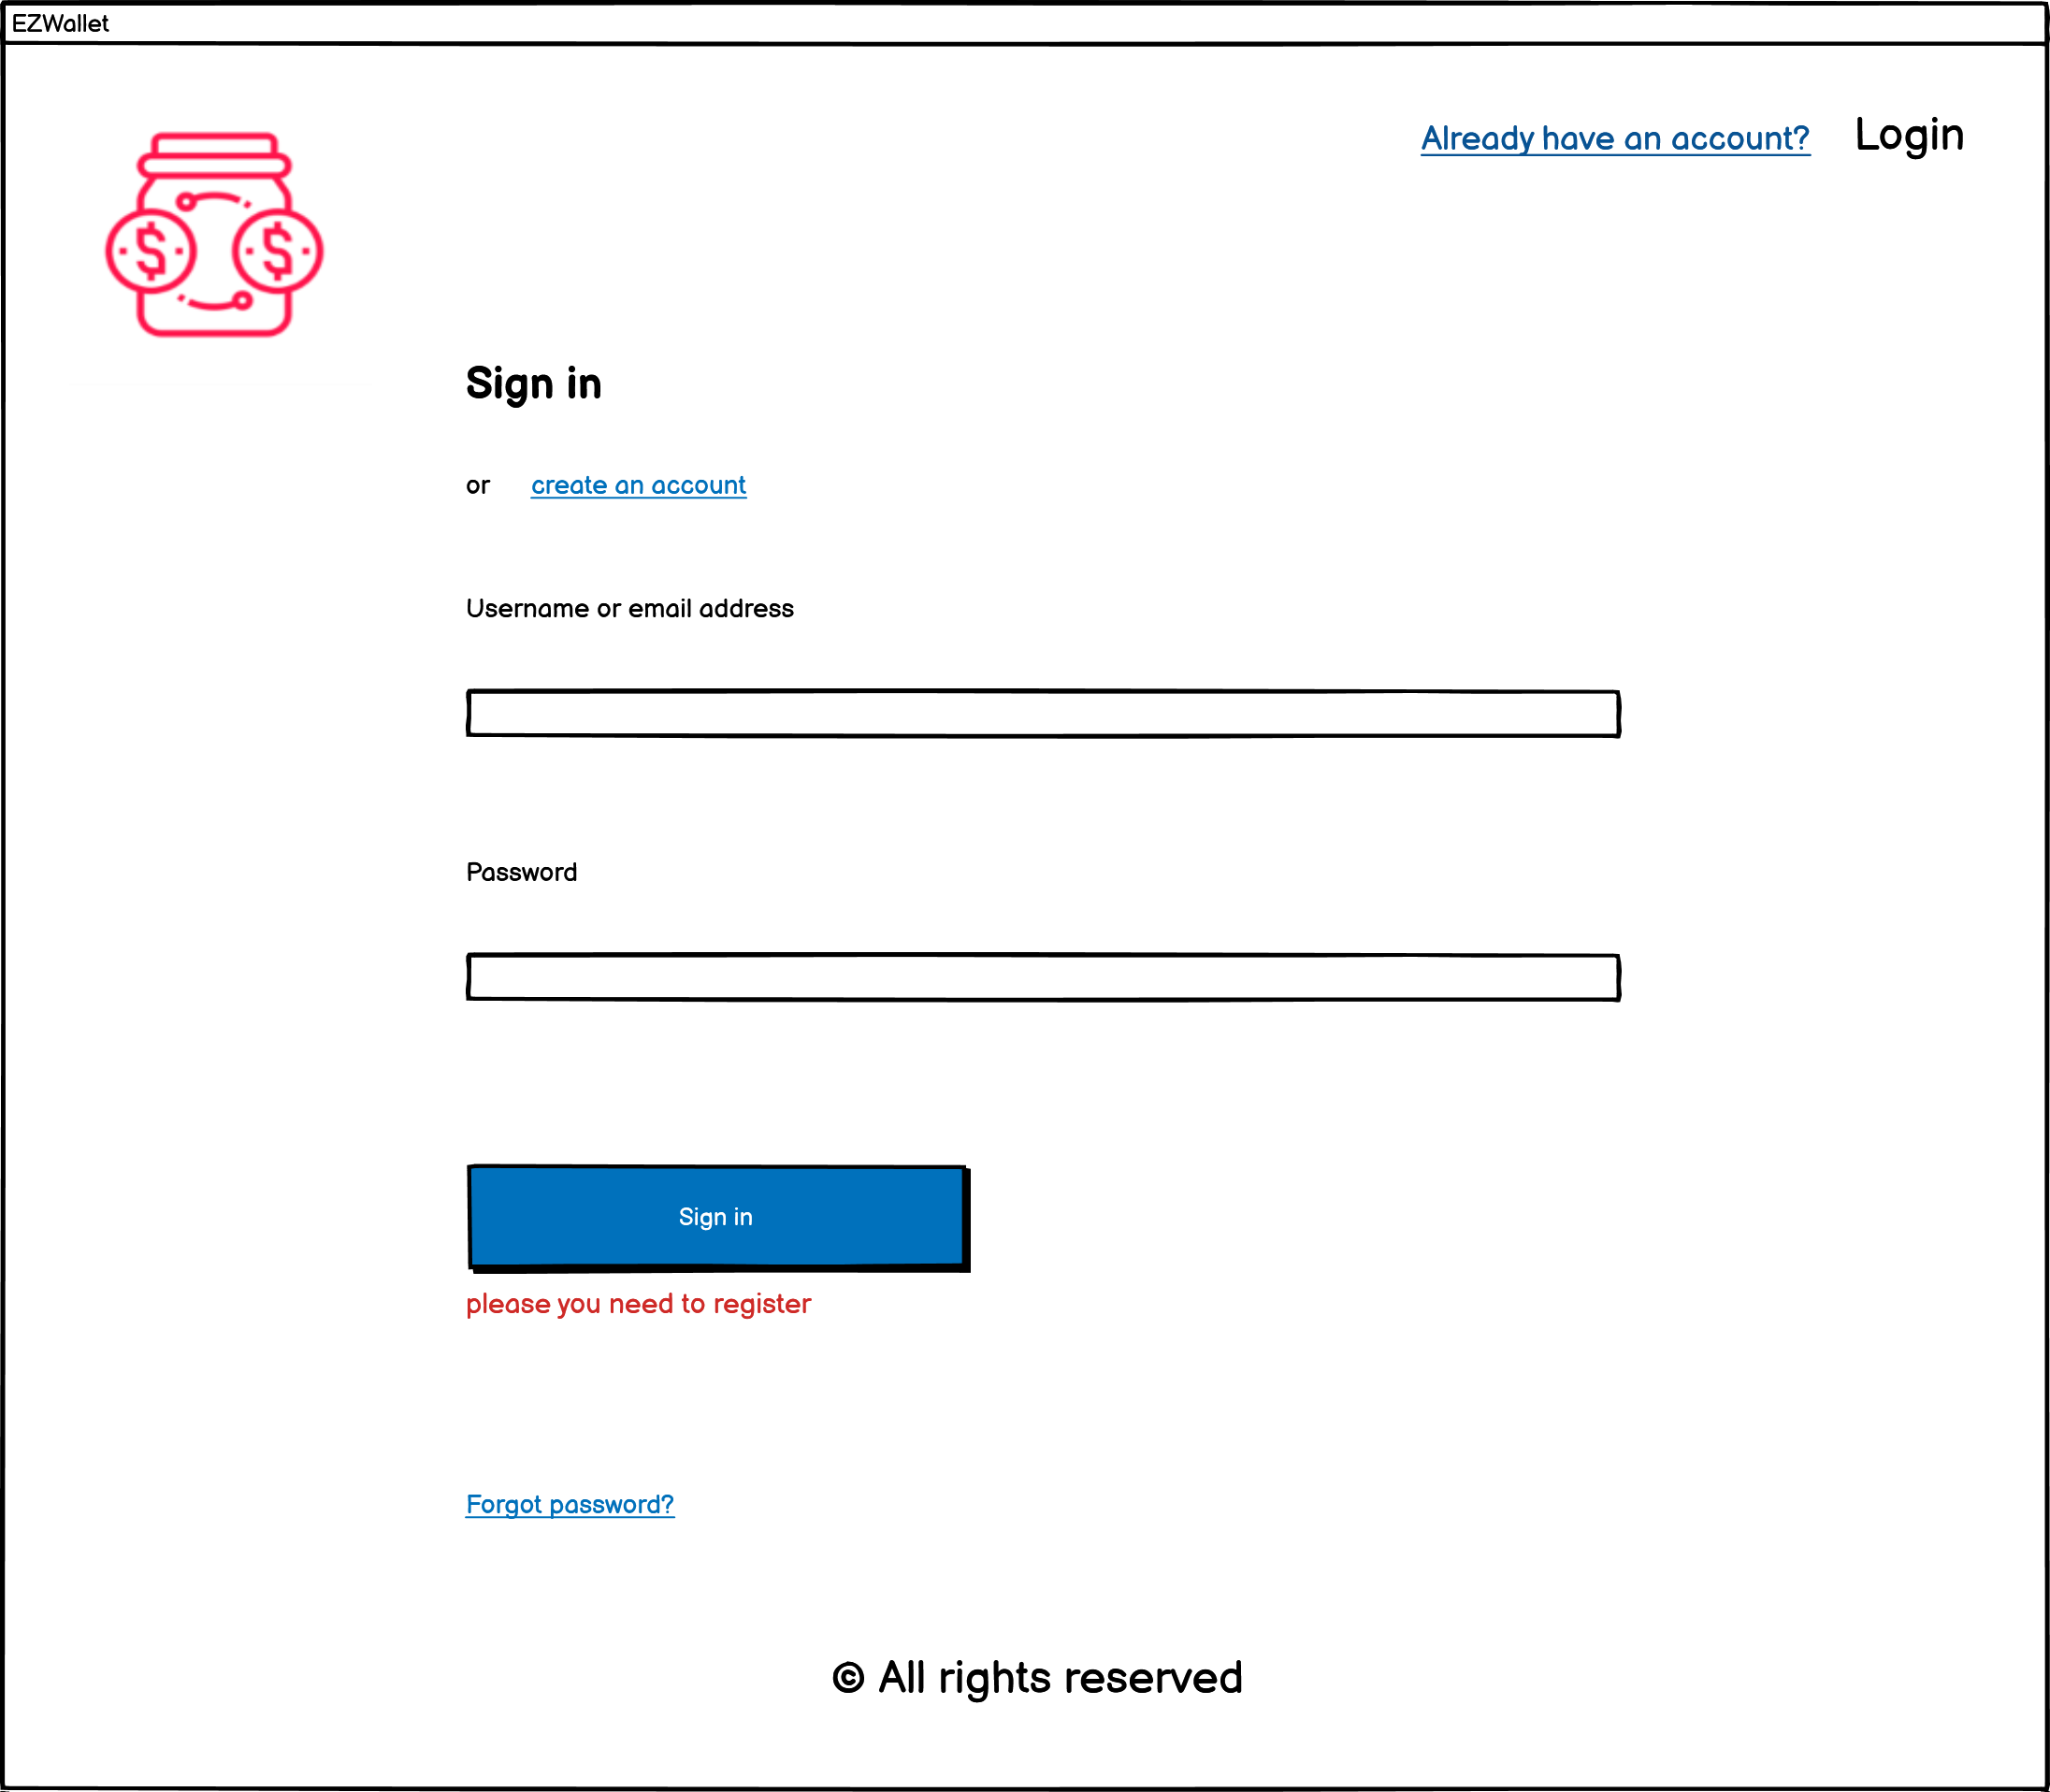 EZWallet
Already have an account? Login
$ $
Sign in
or create an account
Username or email address
Password
Sign in
please you need to register
Forgot password?
© All rights reserved